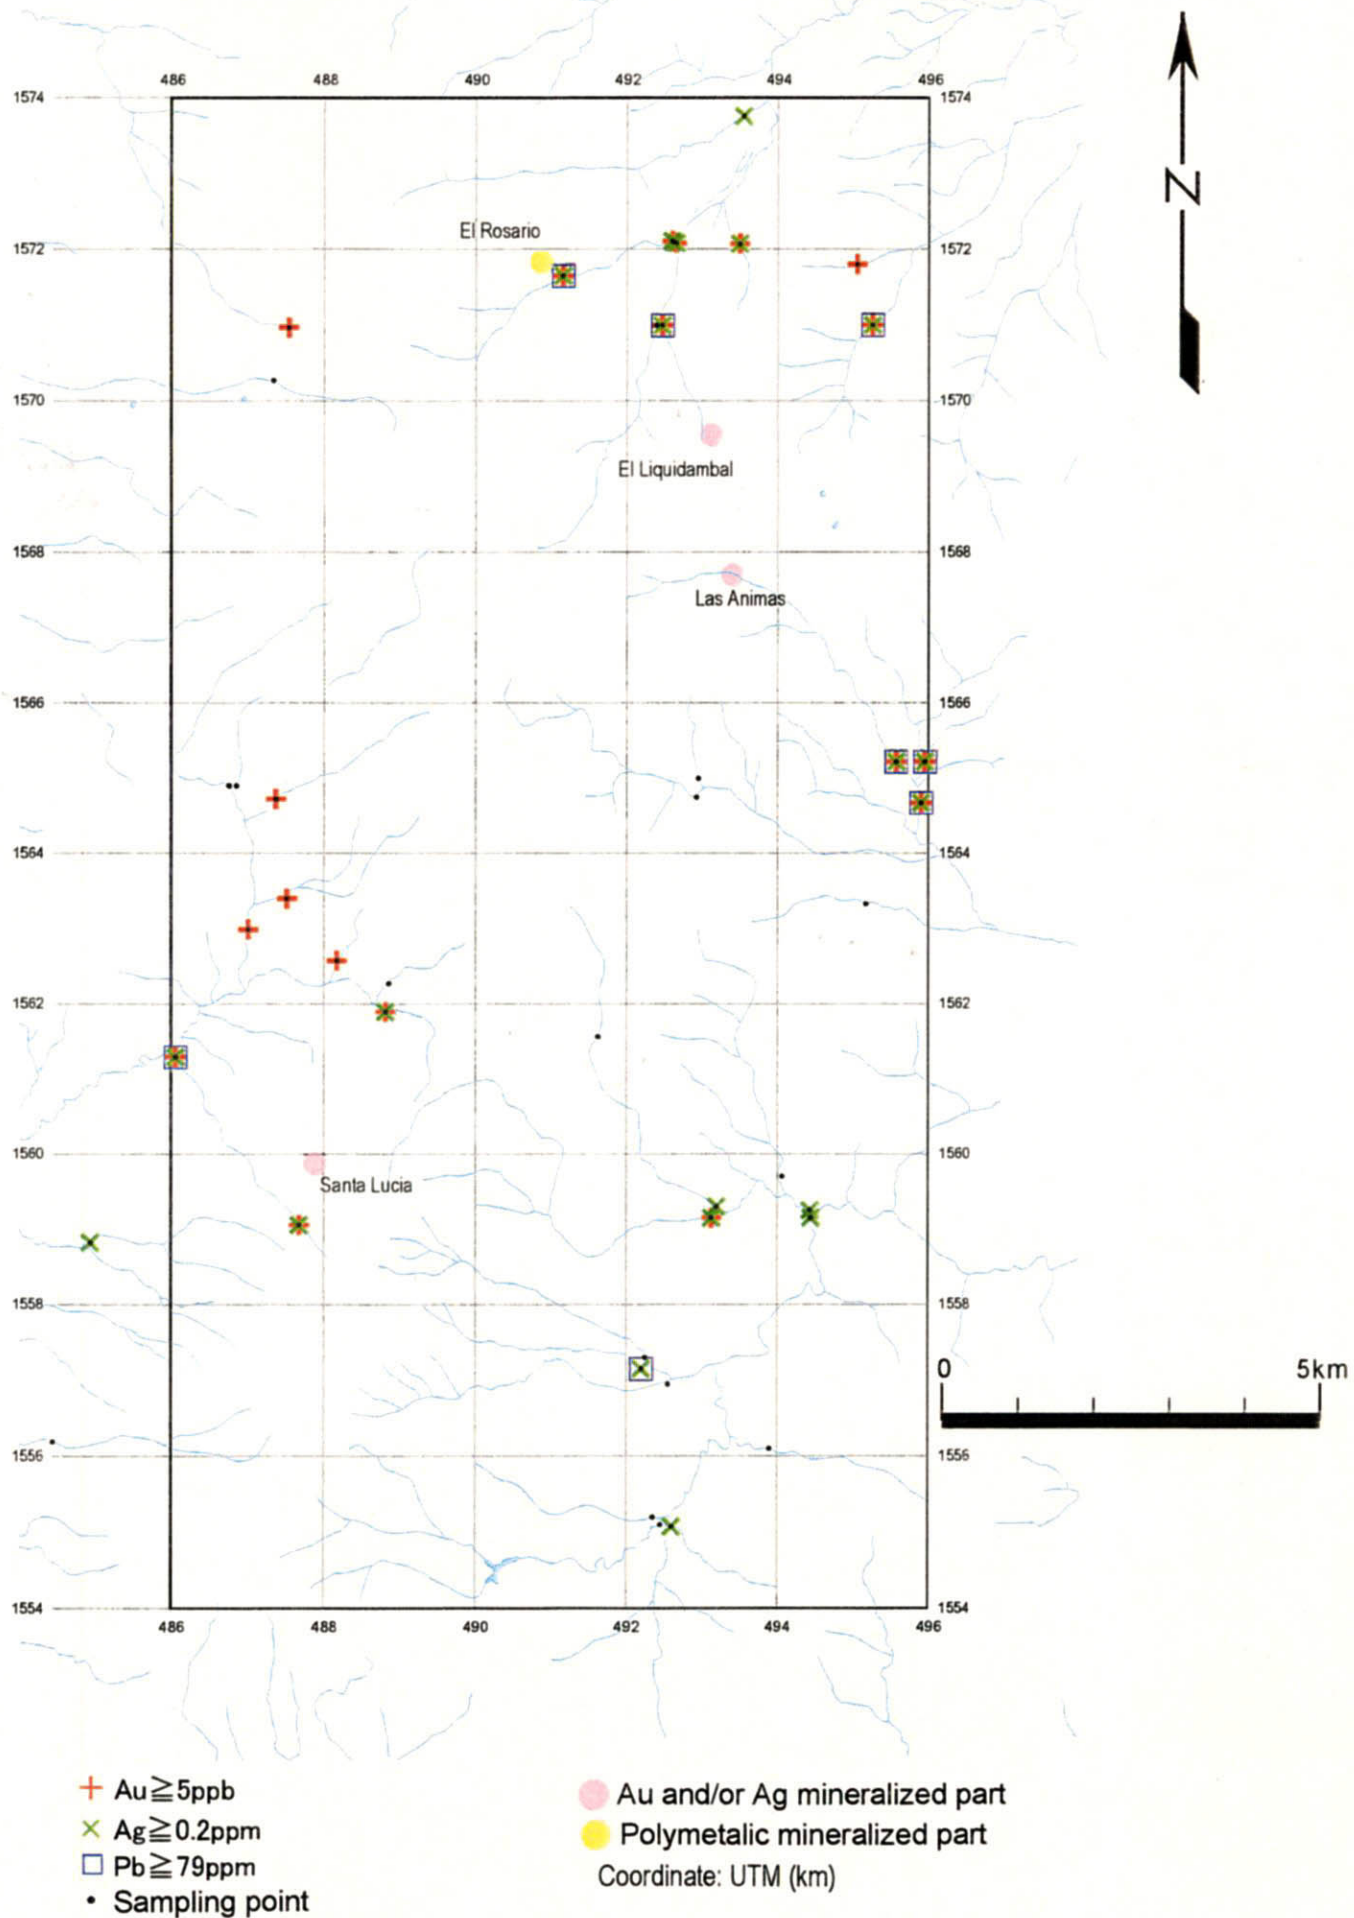 486 488 490 492 494 496
1574 1574
N
El Rosario
1572 1572
1570 1570
El Liquidambal
1568 1568
Las Animas
1566 1566
1564 1564
1562 1562
1560 1560
Santa Lucia
1558 1558
0 5km
1556 1556
1554 1554
486 488 490 492 494 496
Au≧5ppb
Ag≧0.2ppm
Pb≧79ppm
Sampling point
Au and/or Ag mineralized part
Polymetalic mineralized part
Coordinate: UTM (km)